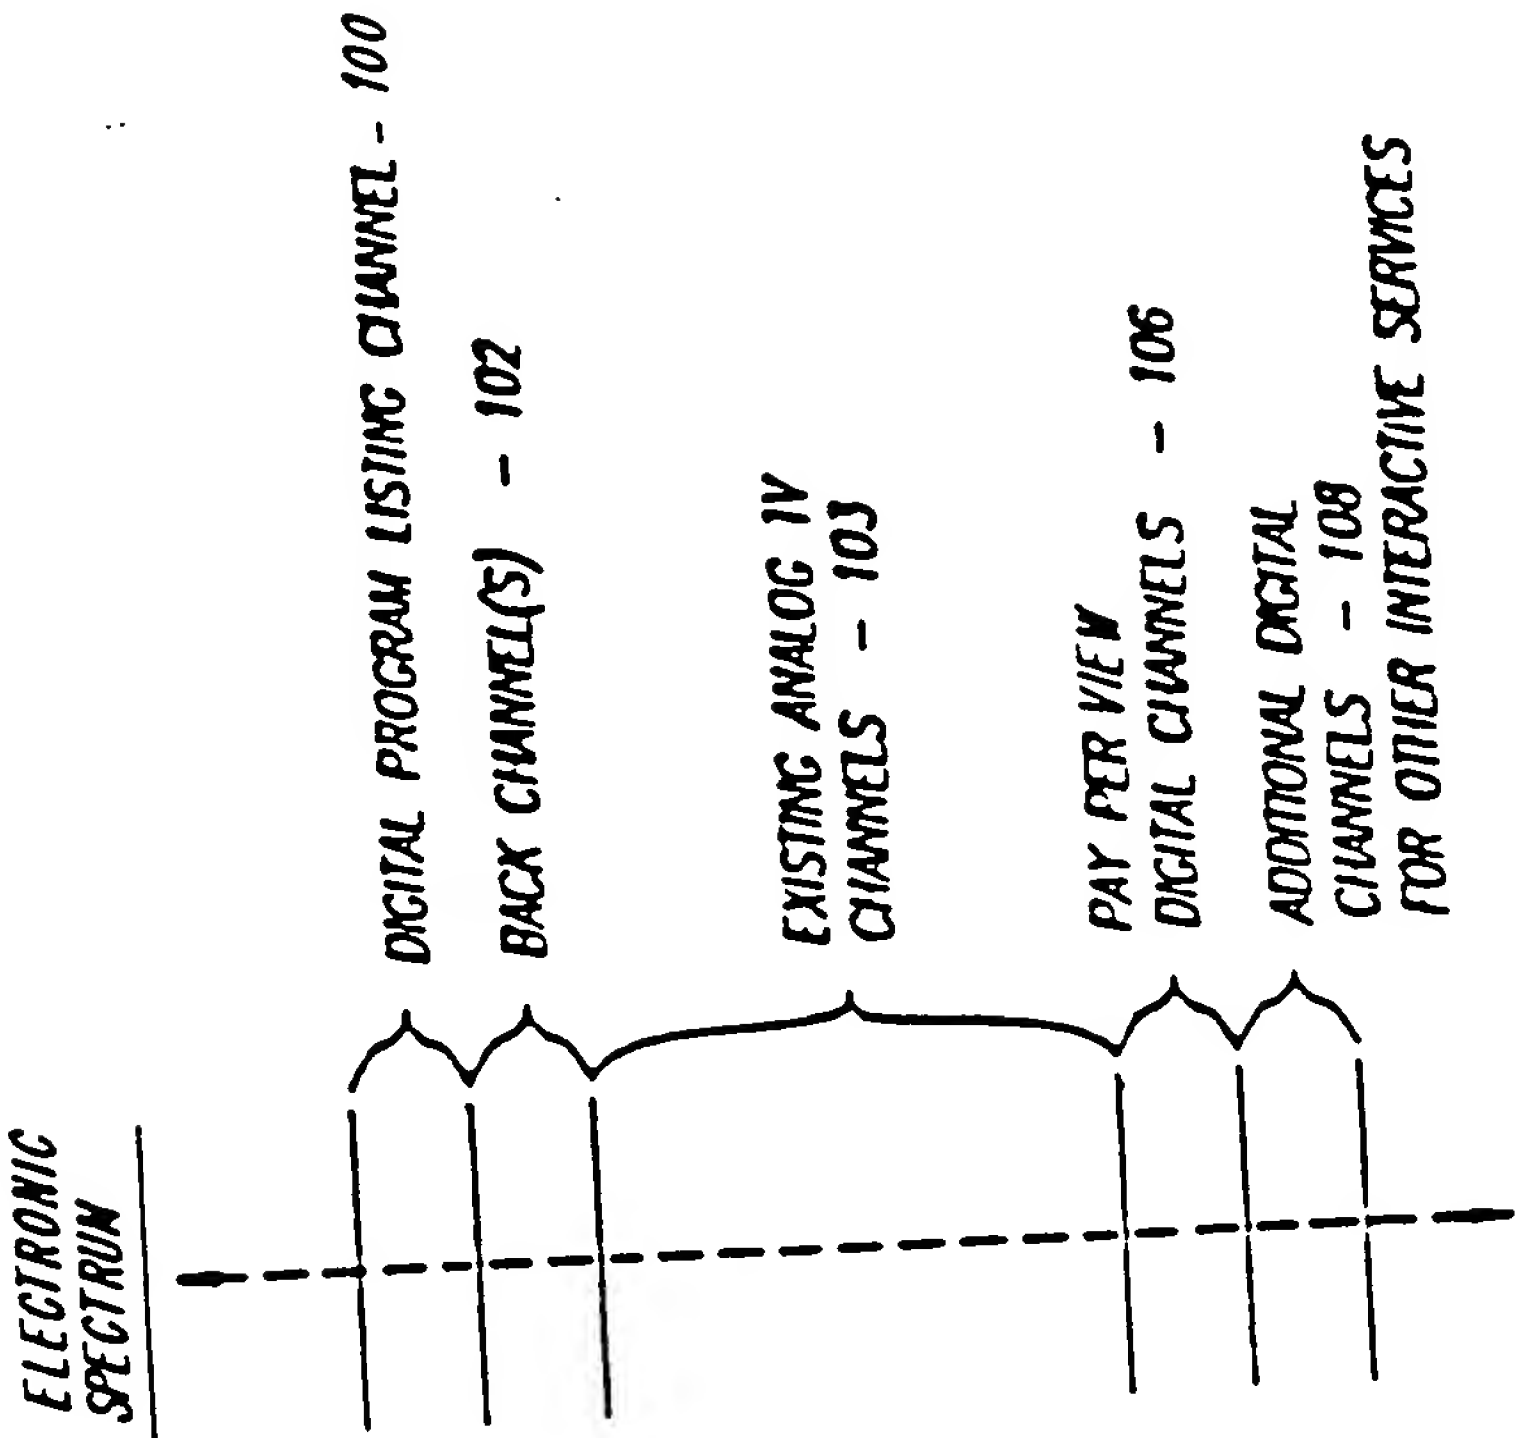 ELECTRONIC
SPECTRUM
DIGITAL PROGRAM LISTING CHANNEL - 100
BACK CHANNEL(S) - 102
EXISTING ANALOG TV
CHANNELS - 103
PAY PER VIEW
DIGITAL CHANNELS - 106
ADDITIONAL DIGITAL
CHANNELS - 108
FOR OTHER INTERACTIVE SERVICES